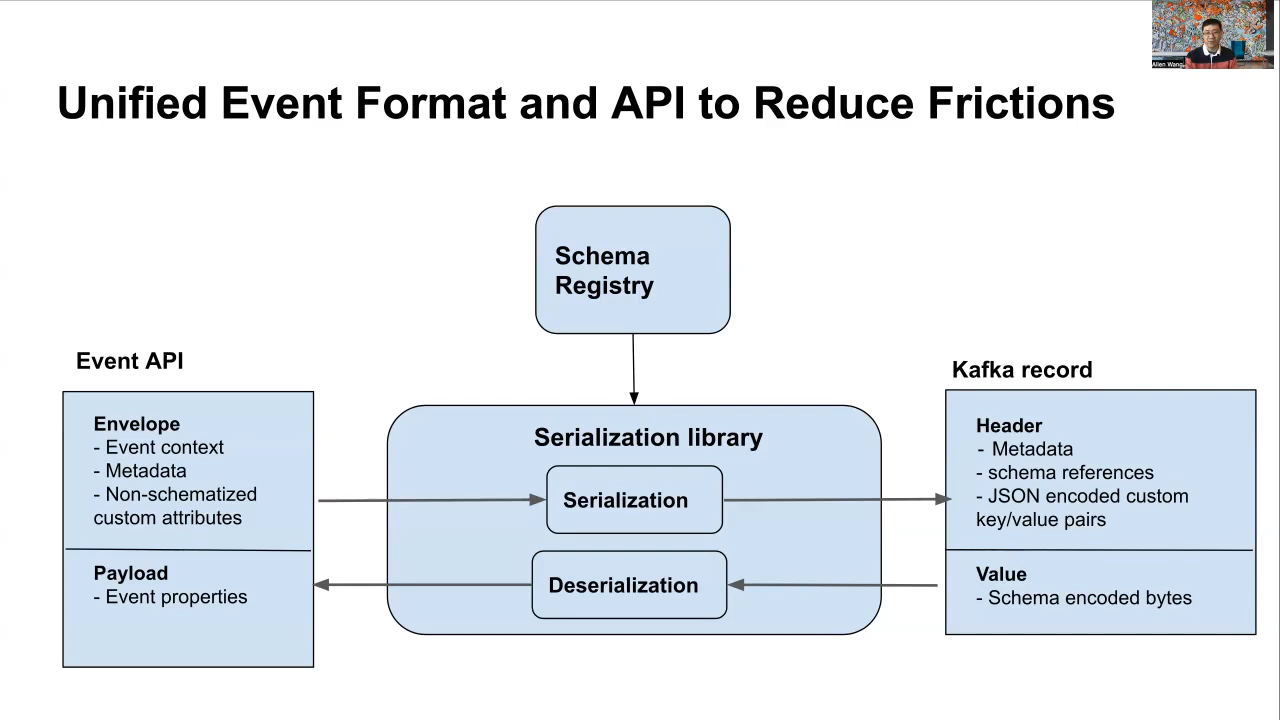 Allen Wang
Unified Event Format and API to Reduce Frictions
Schema
Registry
Event API
Envelope
- Event context
- Metadata
- Non-schematized
custom attributes
Payload
- Event properties
Serialization library
Serialization
Deserialization
Kafka record
Header
- Metadata
- schema references
- JSON encoded custom
key/value pairs
Value
- Schema encoded bytes